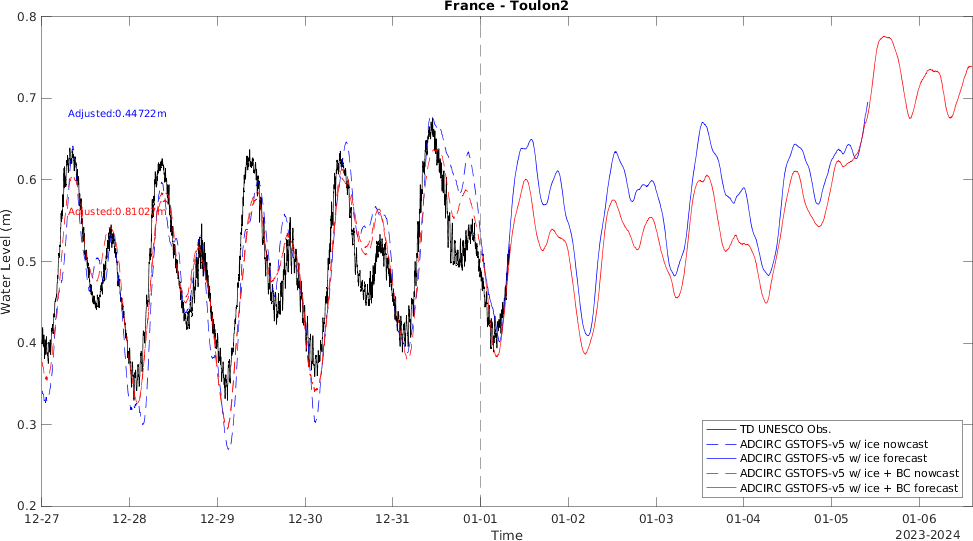 France - Toulon2
0.8
0.7
0.6
0.5
0.4
0.3
0.2
Water Level (m)
Adjusted:0.44722m
Adjusted:0.81027m
TD UNESCO Obs.
ADCIRC GSTOFS-v5 w/ ice nowcast
ADCIRC GSTOFS-v5 w/ ice forecast
ADCIRC GSTOFS-v5 w/ ice + BC nowcast
ADCIRC GSTOFS-v5 w/ ice + BC forecast
12-27 12-28 12-29 12-30 12-31 01-01 01-02 01-03 01-04 01-05 01-06
Time
2023-2024